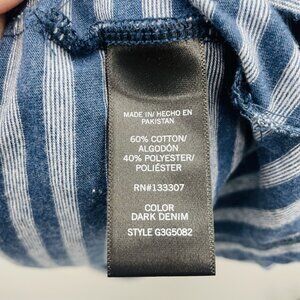 MADE IN/ HECHO EN
PAKISTAN
60% COTTON/
ALGODÓN
40% POLYESTER/
POLIÉSTER
RN#133307
COLOR
DARK DENIM
STYLE G3G5082